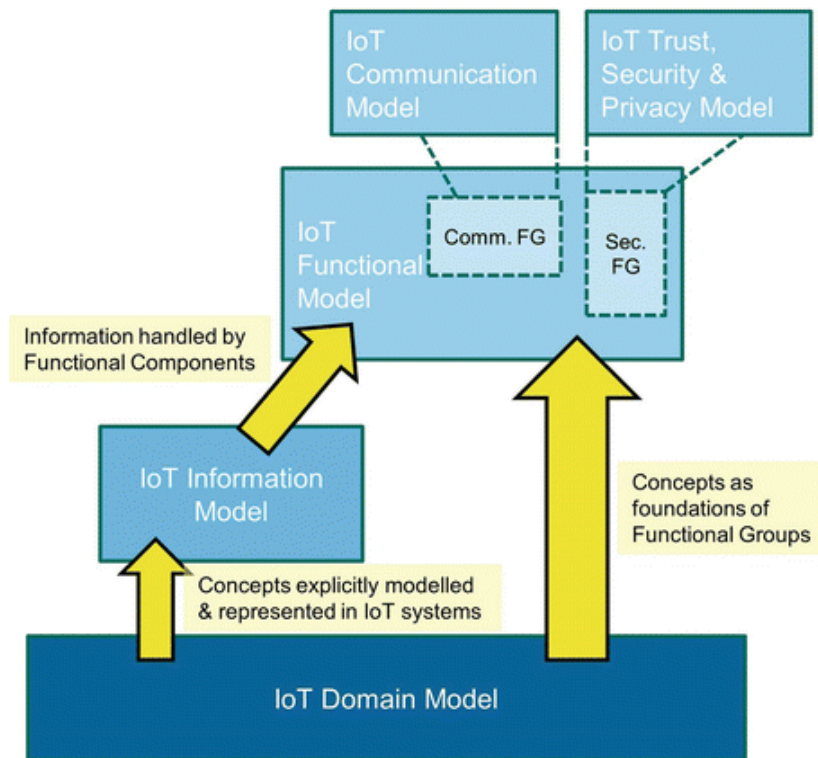 IoT
Communication
Model
IoT Trust,
Security &
Privacy Model
IoT
Functional
Model
Comm. FG
Sec.
FG
Information handled by
Functional Components
IoT Information
Model
Concepts as
foundations of
Functional Groups
Concepts explicitly modelled
& represented in IoT systems
IoT Domain Model